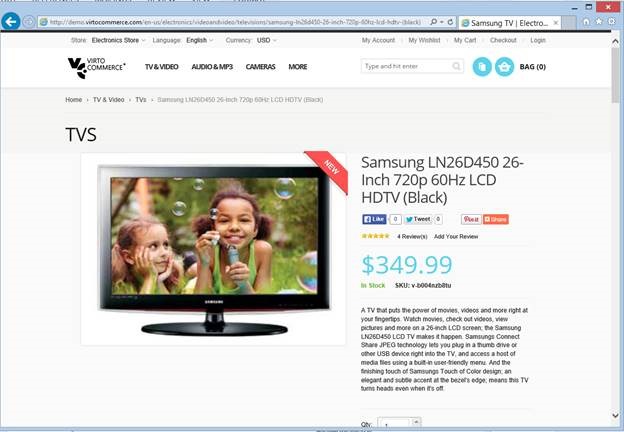 http://demo.virtocommerce.com/en-us/electronics/videoandvideo/televisions/samsung-ln26d450-26-inch-720p-60hz-lcd-hdtv-(black)
Samsung TV | Electro...
Store: Electronics Store Language: English Currency: USD My Account My Wishlist My Cart Checkout Login
VIRTO COMMERCE TV & VIDEO AUDIO & MP3 CAMERAS MORE Type and hit enter BAG (0)
Home TV & Video TVs Samsung LN26D450 26-Inch 720p 60Hz LCD HDTV (Black)
TVS
NEW
SAMSUNG
Samsung LN26D450 26-
Inch 720p 60Hz LCD
HDTV (Black)
Like 0 Tweet 0 Pin it Share
4 Review(s) Add Your Review
$349.99
In Stock SKU: v-b004nzb8tu
A TV that puts the power of movies, videos and more right at
your fingertips. Watch movies, check out videos, view
pictures and more on a 26-inch LCD screen; the Samsung
LN26D450 LCD TV makes it happen. Samsungs Connect
Share JPEG technology lets you plug in a thumb drive or
other USB device right into the TV, and access a host of
media files using a built-in user-friendly menu. And the
finishing touch of Samsungs Touch of Color design; an
elegant and subtle accent at the bezel's edge; means this TV
turns heads even when it's off.
Qty: 1